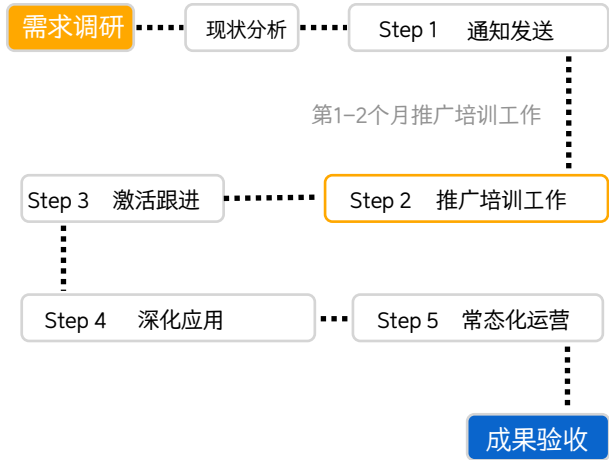 需求调研
现状分析
Step 1 通知发送
第1-2个月推广培训工作
Step 3 激活跟进
Step 2 推广培训工作
Step 4 深化应用
Step 5 常态化运营
成果验收